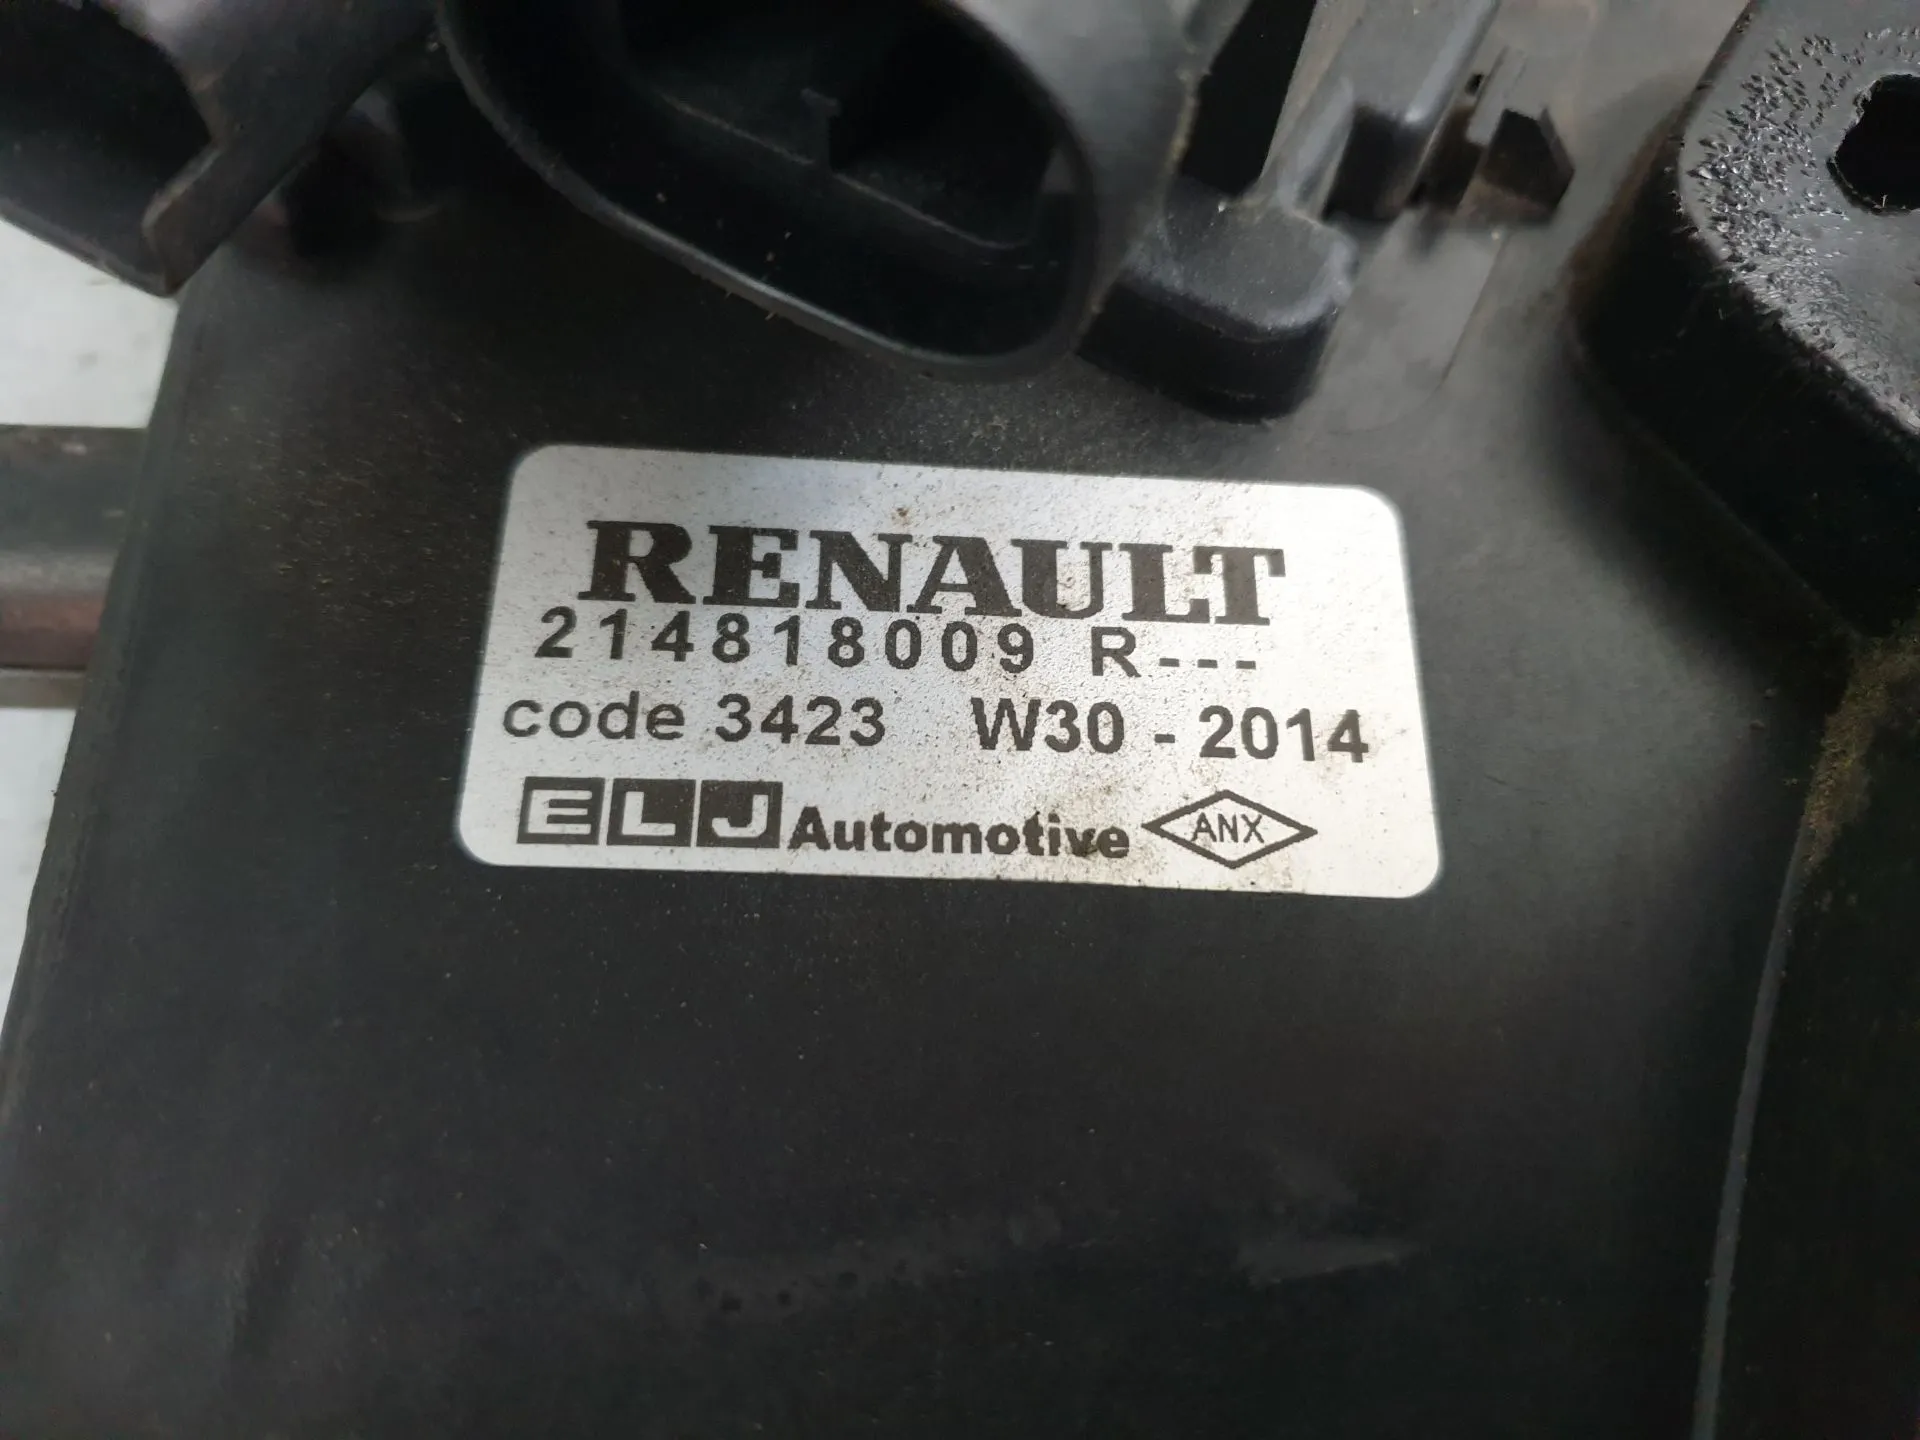 RENAULT
214818009 R---
code 3423 W30 - 2014
ELJ Automotive ANX